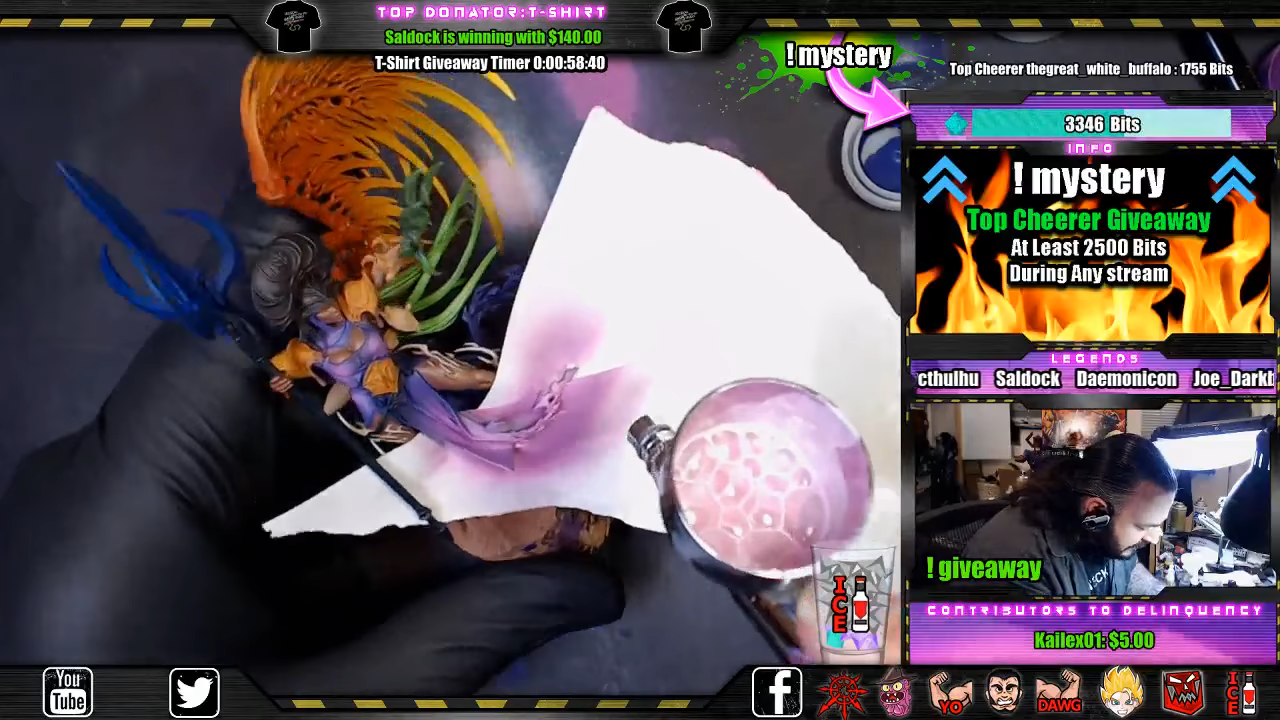 TOP DONATOR:T-SHIRT
Saldock is winning with $140.00
T-Shirt Giveaway Timer 0:00:58:40
!mystery
Top Cheerer thegreat_white_buffalo : 1755 Bits
3346 Bits
INFO
!mystery
Top Cheerer Giveaway
At Least 2500 Bits
During Any stream
LEGENDS
cthulhu Saldock Daemonicon
!giveaway
CONTRIBUTORS TO DELINQUENCY
Kailex01: $5.00
ICE
You
Tube
YO
DAWG
ICE